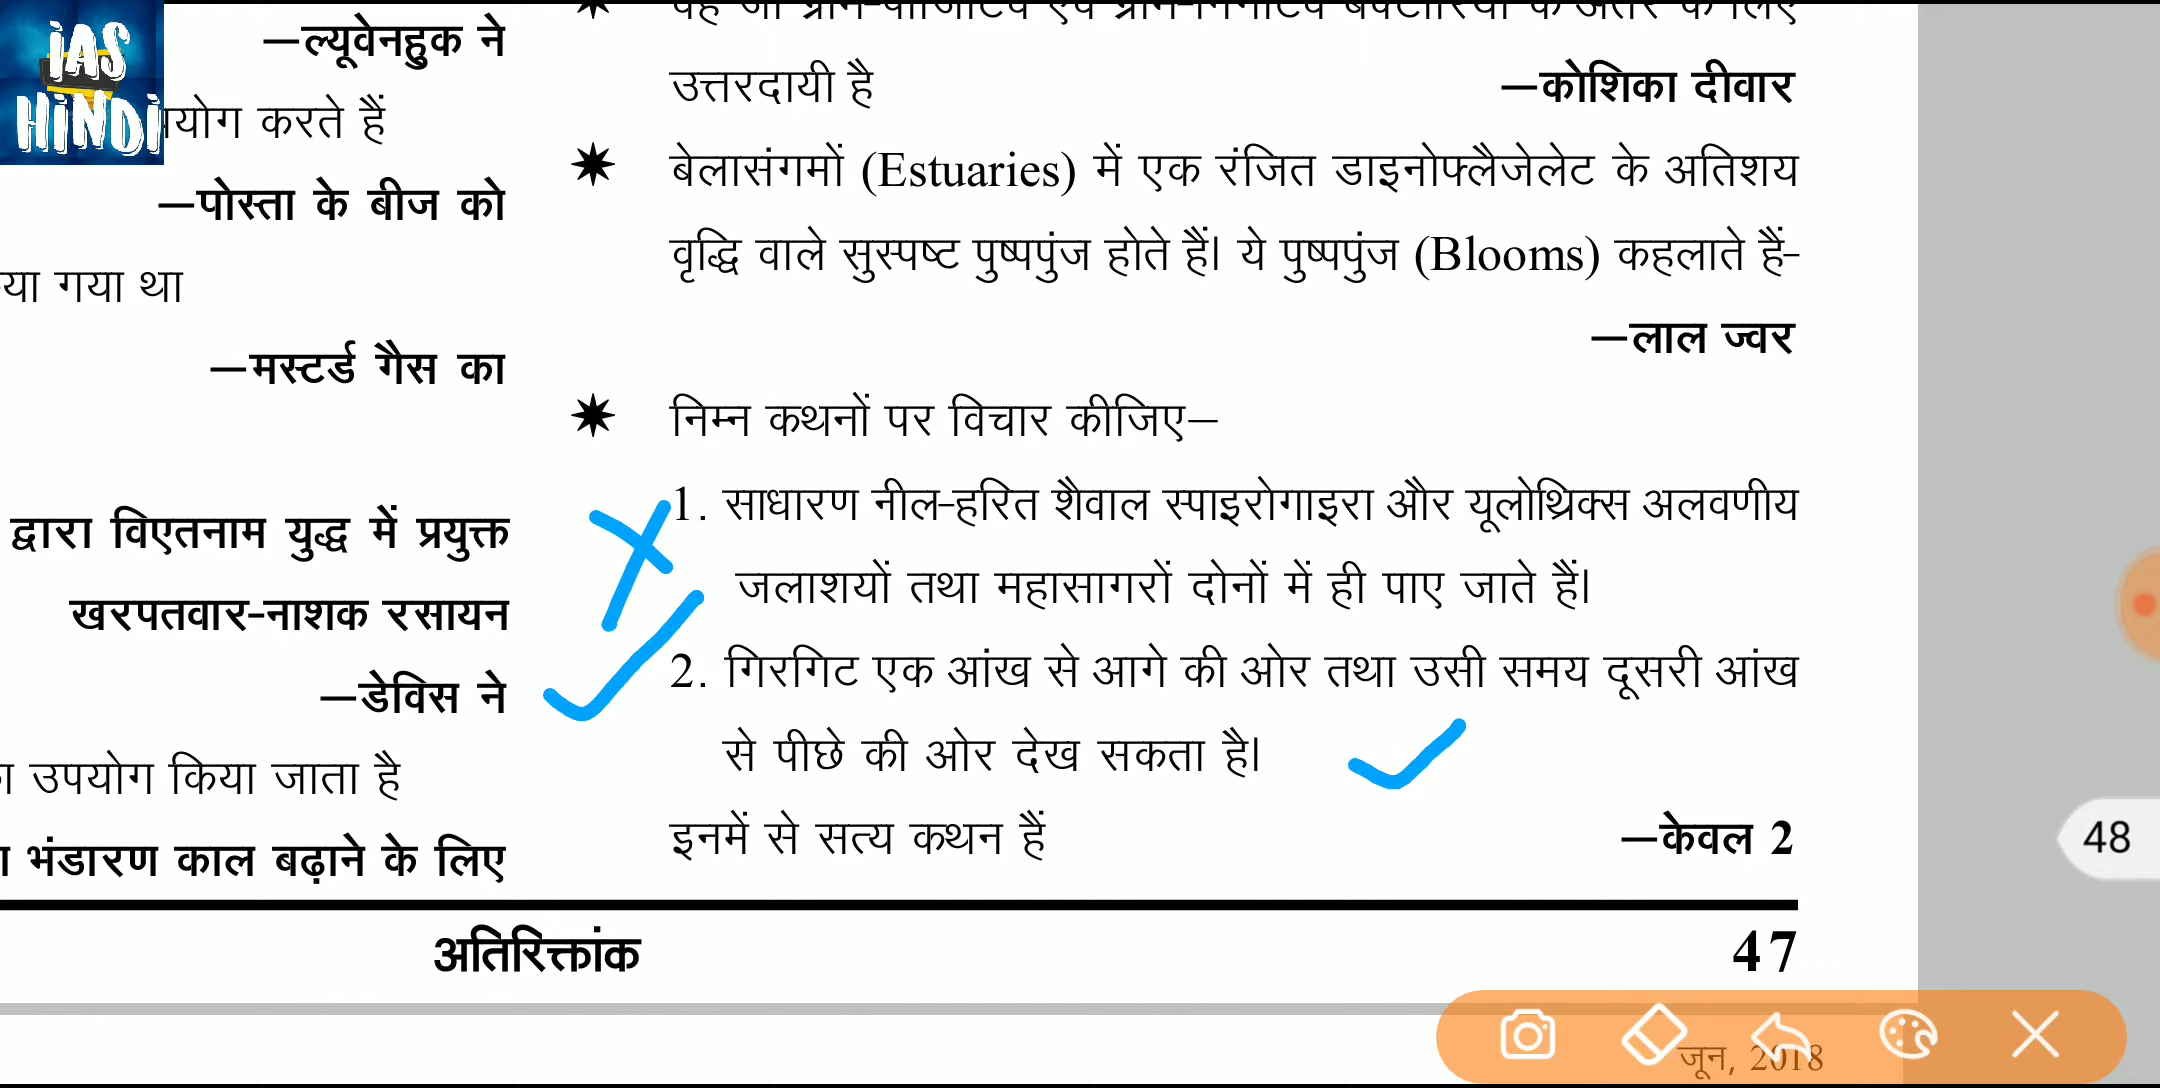 iAS
HiNDi
—ल्यूवेनहुक ने
योग करते हैं
—पोस्ता के बीज को
या गया था
—मस्टर्ड गैस का
द्वारा विएतनाम युद्ध में प्रयुक्त
खरपतवार-नाशक रसायन
—डेविस ने
उपयोग किया जाता है
भंडारण काल बढ़ाने के लिए
उत्तरदायी है —कोशिका दीवार
✷ बेलासंगमों (Estuaries) में एक रंजित डाइनोफ्लैजेलेट के अतिशय
वृद्धि वाले सुस्पष्ट पुष्पपुंज होते हैं। ये पुष्पपुंज (Blooms) कहलाते हैं-
—लाल ज्वर
✷ निम्न कथनों पर विचार कीजिए—
1. साधारण नील-हरित शैवाल स्पाइरोगाइरा और यूलोथ्रिक्स अलवणीय
जलाशयों तथा महासागरों दोनों में ही पाए जाते हैं।
2. गिरगिट एक आंख से आगे की ओर तथा उसी समय दूसरी आंख
से पीछे की ओर देख सकता है।
इनमें से सत्य कथन हैं —केवल 2
अतिरिक्तांक 47
48
जून, 2018